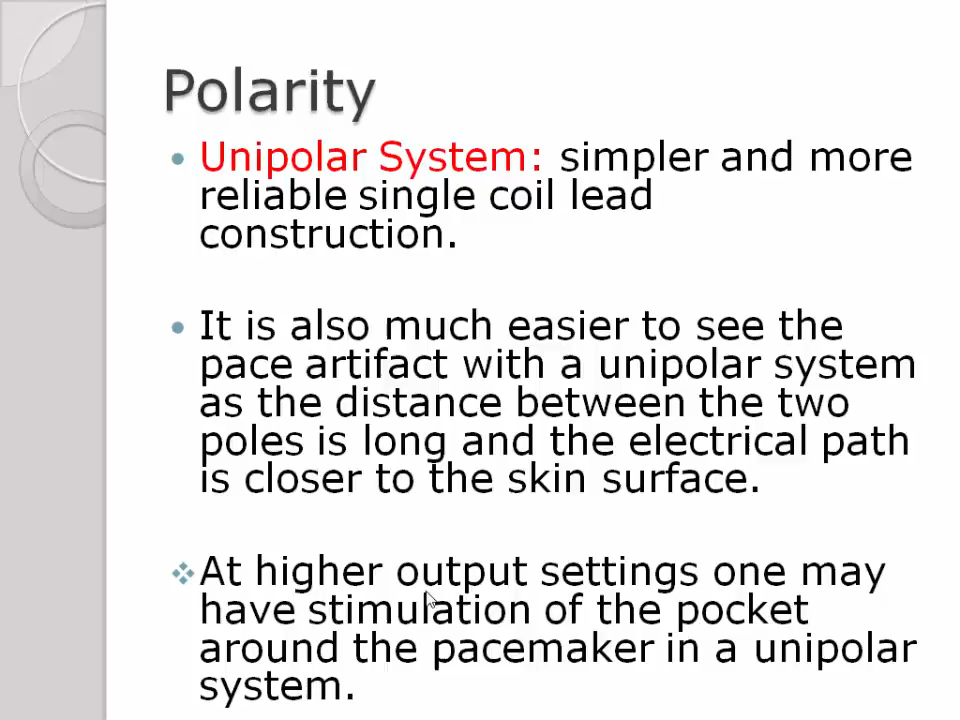 Polarity
Unipolar System: simpler and more
reliable single coil lead
construction.
It is also much easier to see the
pace artifact with a unipolar system
as the distance between the two
poles is long and the electrical path
is closer to the skin surface.
At higher output settings one may
have stimulation of the pocket
around the pacemaker in a unipolar
system.